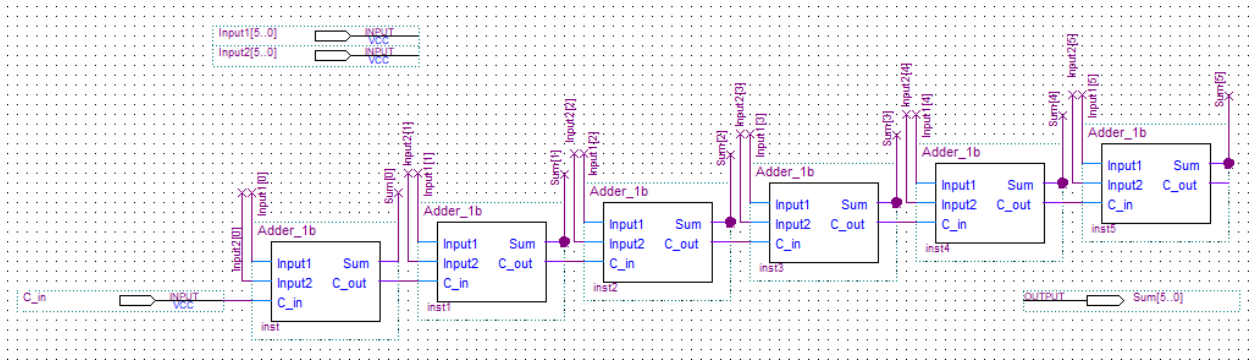 Input1[5..0] INPUT VCC
Input2[5..0] INPUT VCC
C_in INPUT VCC
Input2[0]
Input1[0]
Sum[0]
Adder_1b
Input1 Sum
Input2 C_out
C_in
inst
Input2[1]
Input1[1]
Sum[1]
Adder_1b
Input1 Sum
Input2 C_out
C_in
inst1
Input2[2]
Input1[2]
Sum[2]
Adder_1b
Input1 Sum
Input2 C_out
C_in
inst2
Input2[3]
Input1[3]
Sum[3]
Adder_1b
Input1 Sum
Input2 C_out
C_in
inst3
Input2[4]
Input1[4]
Sum[4]
Adder_1b
Input1 Sum
Input2 C_out
C_in
inst4
Input2[5]
Input1[5]
Sum[5]
Adder_1b
Input1 Sum
Input2 C_out
C_in
inst5
OUTPUT Sum[5..0]